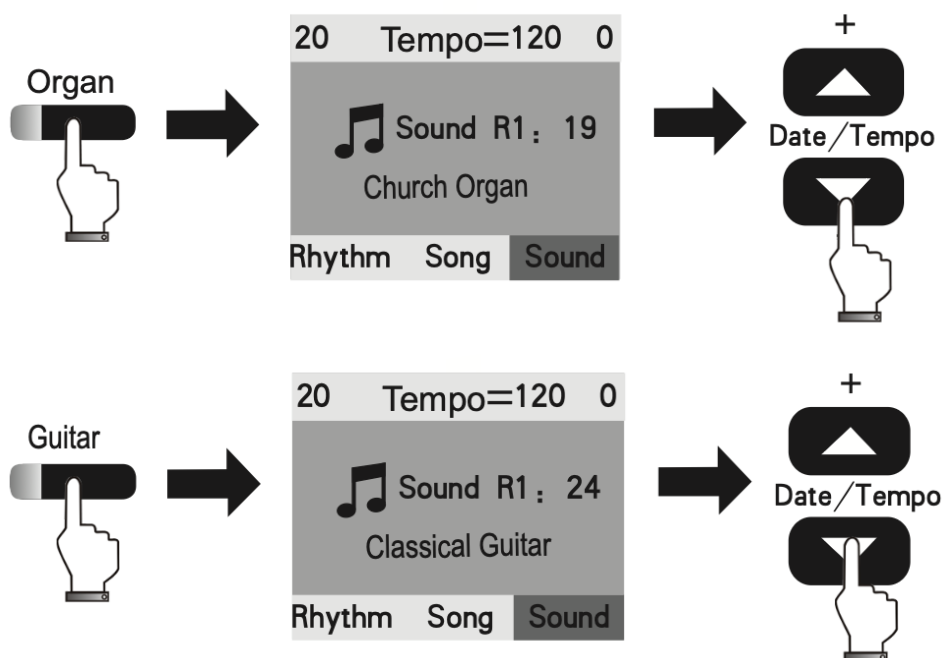 Organ
20 Tempo=120 0
Sound R1: 19
Church Organ
Rhythm Song Sound
+
Date/Tempo
Guitar
20 Tempo=120 0
Sound R1: 24
Classical Guitar
Rhythm Song Sound
+
Date/Tempo